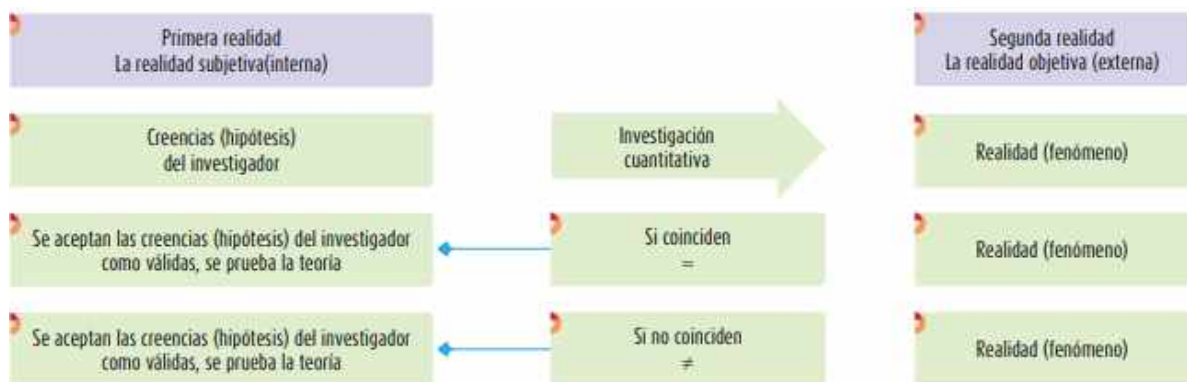 Primera realidad
La realidad subjetiva(interna)
Segunda realidad
La realidad objetiva (externa)
Creencias (hipótesis)
del investigador
Investigación
cuantitativa
Realidad (fenómeno)
Se aceptan las creencias (hipótesis) del investigador
como válidas, se prueba la teoría
Si coinciden
=
Realidad (fenómeno)
Se aceptan las creencias (hipótesis) del investigador
como válidas, se prueba la teoría
Si no coinciden
≠
Realidad (fenómeno)